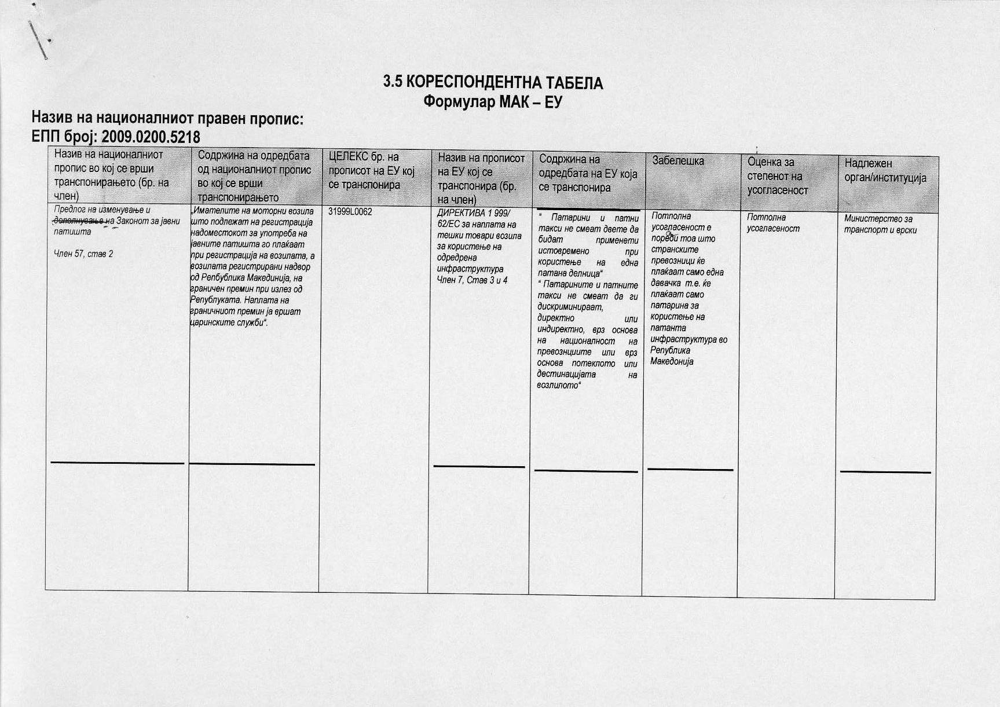 3.5 КОРЕСПОНДЕНТНА ТАБЕЛА
Формулар МАК – ЕУ
Назив на националниот правен пропис:
ЕПП број: 2009.0200.5218
Назив на националниот
пропис во кој се врши
транспонирањето (бр. на
член)
Содржина на одредбата
од националниот пропис
во кој се врши
транспонирањето
ЦЕЛЕКС бр. на
прописот на ЕУ кој
се транспонира
Назив на прописот
на ЕУ кој се
транспонира (бр.
на член)
Содржина на
одредбата на ЕУ која
се транспонира
Забелешка
Оценка за
степенот на
усогласеност
Надлежен
орган/институција
Предлог на изменување и
дополнување на Законот за јавни
патишта
Член 57, став 2
„Имателите на моторни возила
што подлежат на регистрација
надоместокот за употреба на
јавните патишта го плаќаат
при регистрација на возилата, а
возилата регистрирани надвор
од Репбублика Макединија, на
граничен премин при излез од
Републуката. Наплата на
граничниот премин ја вршат
царинските служби“.
31999L0062
ДИРЕКТИВА 1 999/
62/ЕС за наплата на
тешки товари возила
за користење на
одредрена
инфраструктура
Член 7, Став 3 и 4
“ Патарини и патни
такси не смеат двете да
бидат применети
истовремено при
користење на една
патана делница“
“ Патарините и патните
такси не смеат да ги
дискриминираат,
директно или
индиректно, врз основа
на националност на
превознциите или врз
основа потеклото или
дестинацијата на
возлилото“
Потполна
усогласеност е
поради тоа што
странските
превозници ќе
плаќаат само една
давачка т.е. ќе
плаќаат само
патарина за
користење на
патанта
инфраструктура во
Република
Македонија
Потполна
усогласеност
Министерство за
транспорт и врски